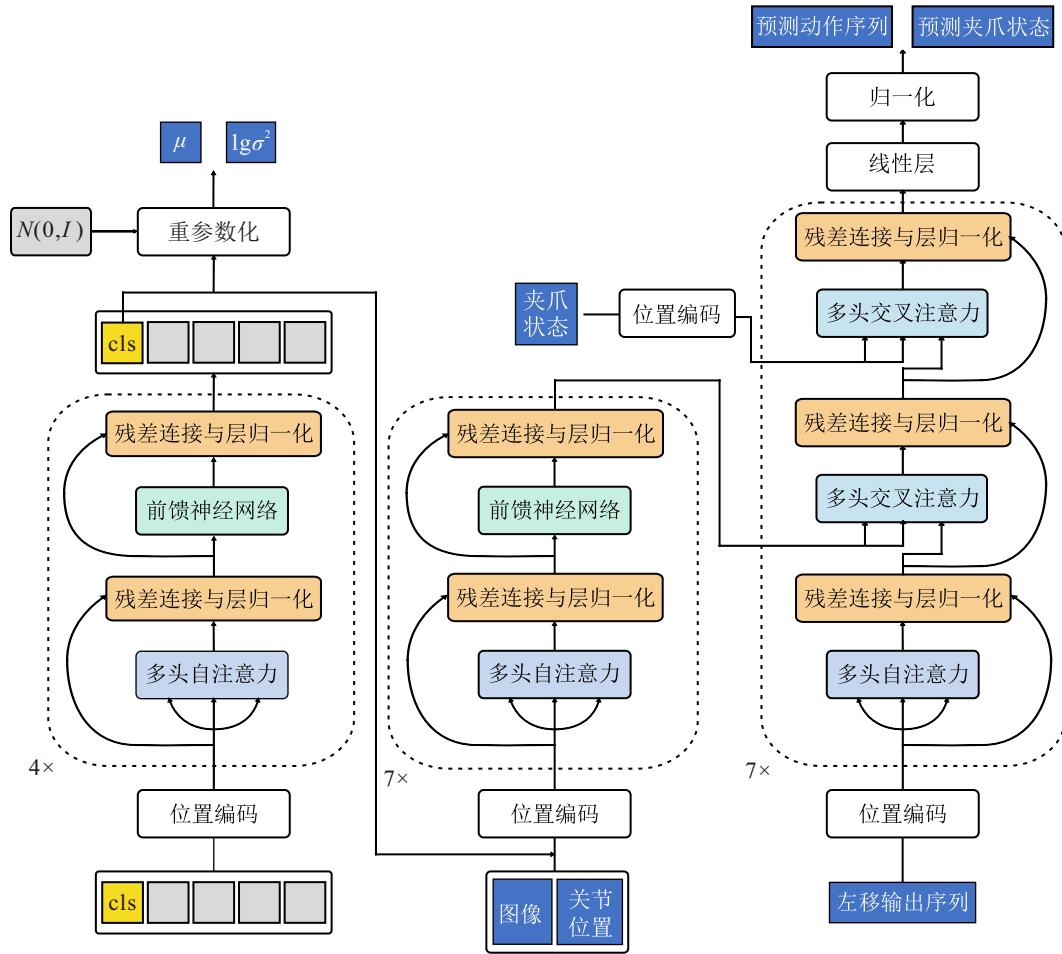 预测动作序列
预测夹爪状态
归一化
线性层
μ
lgσ²
N(0,I)
重参数化
cls
残差连接与层归一化
前馈神经网络
残差连接与层归一化
多头自注意力
4×
位置编码
cls
夹爪
状态
位置编码
残差连接与层归一化
前馈神经网络
残差连接与层归一化
多头自注意力
7×
位置编码
图像
关节
位置
残差连接与层归一化
多头交叉注意力
残差连接与层归一化
多头交叉注意力
残差连接与层归一化
多头自注意力
7×
位置编码
左移输出序列